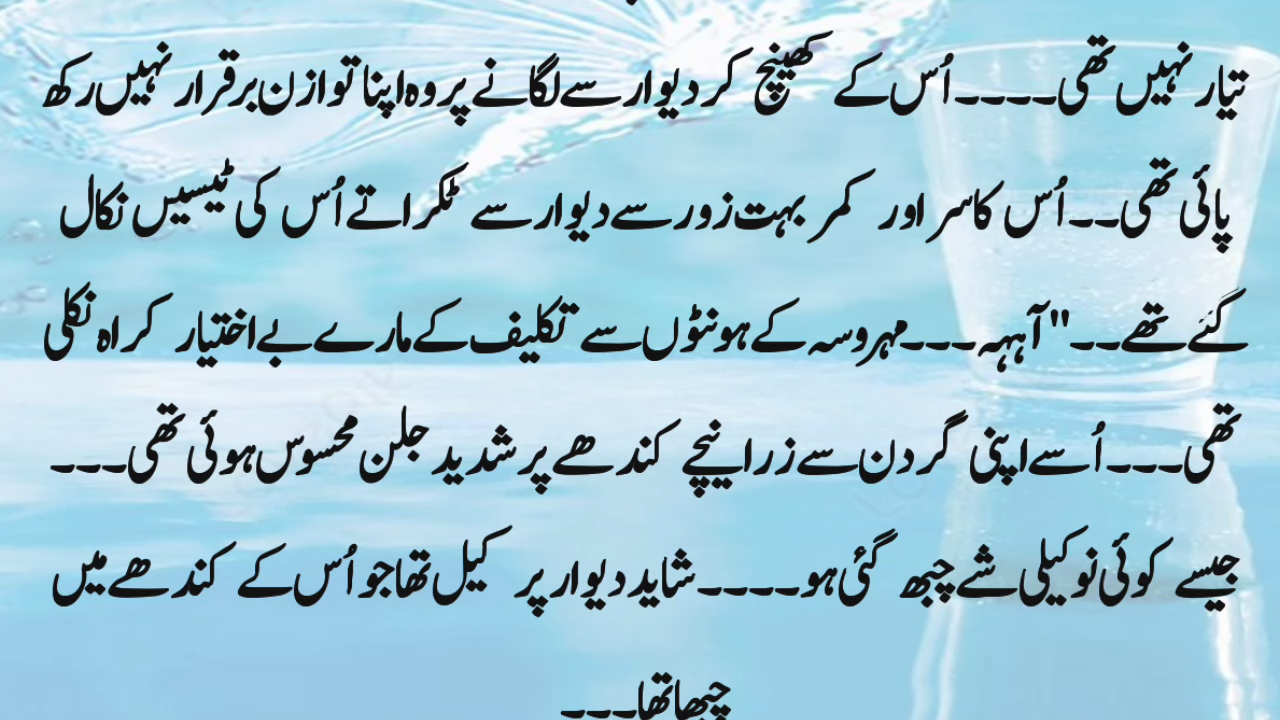 تیار نہیں تھی۔۔۔۔اُس کے کھینچ کر دیوار سے لگانے پر وہ اپنا توازن برقرار نہیں رکھ
پائی تھی۔۔اُس کا سر اور کمر بہت زور سے دیوار سے ٹکراتے اُس کی ٹیسیں نکال
گئے تھے۔۔"آہہہ۔۔۔مہروسہ کے ہونٹوں سے تکلیف کے مارے بے اختیار کراہ نکلی
تھی۔۔۔اُسے اپنی گردن سے زرا نیچے کندھے پر شدید جلن محسوس ہوئی تھی۔۔۔
جیسے کوئی نوکیلی شے چبھ گئی ہو۔۔۔۔شاید دیوار پر کیل تھا جو اُس کے کندھے میں
چبھا تھا۔۔۔